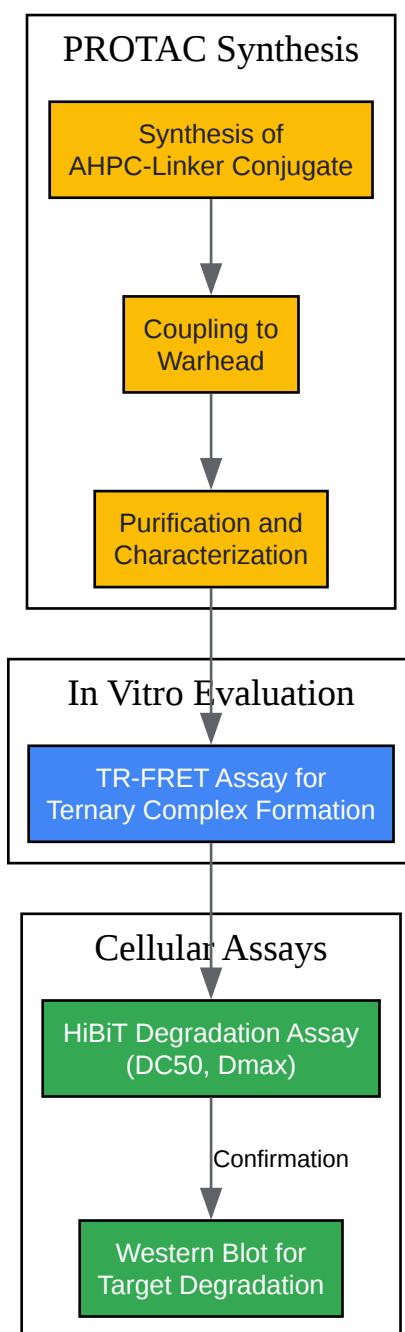 PROTAC Synthesis
Synthesis of
AHPC-Linker Conjugate
Coupling to
Warhead
Purification and
Characterization
In Vitro Evaluation
TR-FRET Assay for
Ternary Complex Formation
Cellular Assays
HiBiT Degradation Assay
(DC50, Dmax)
Confirmation
Western Blot for
Target Degradation